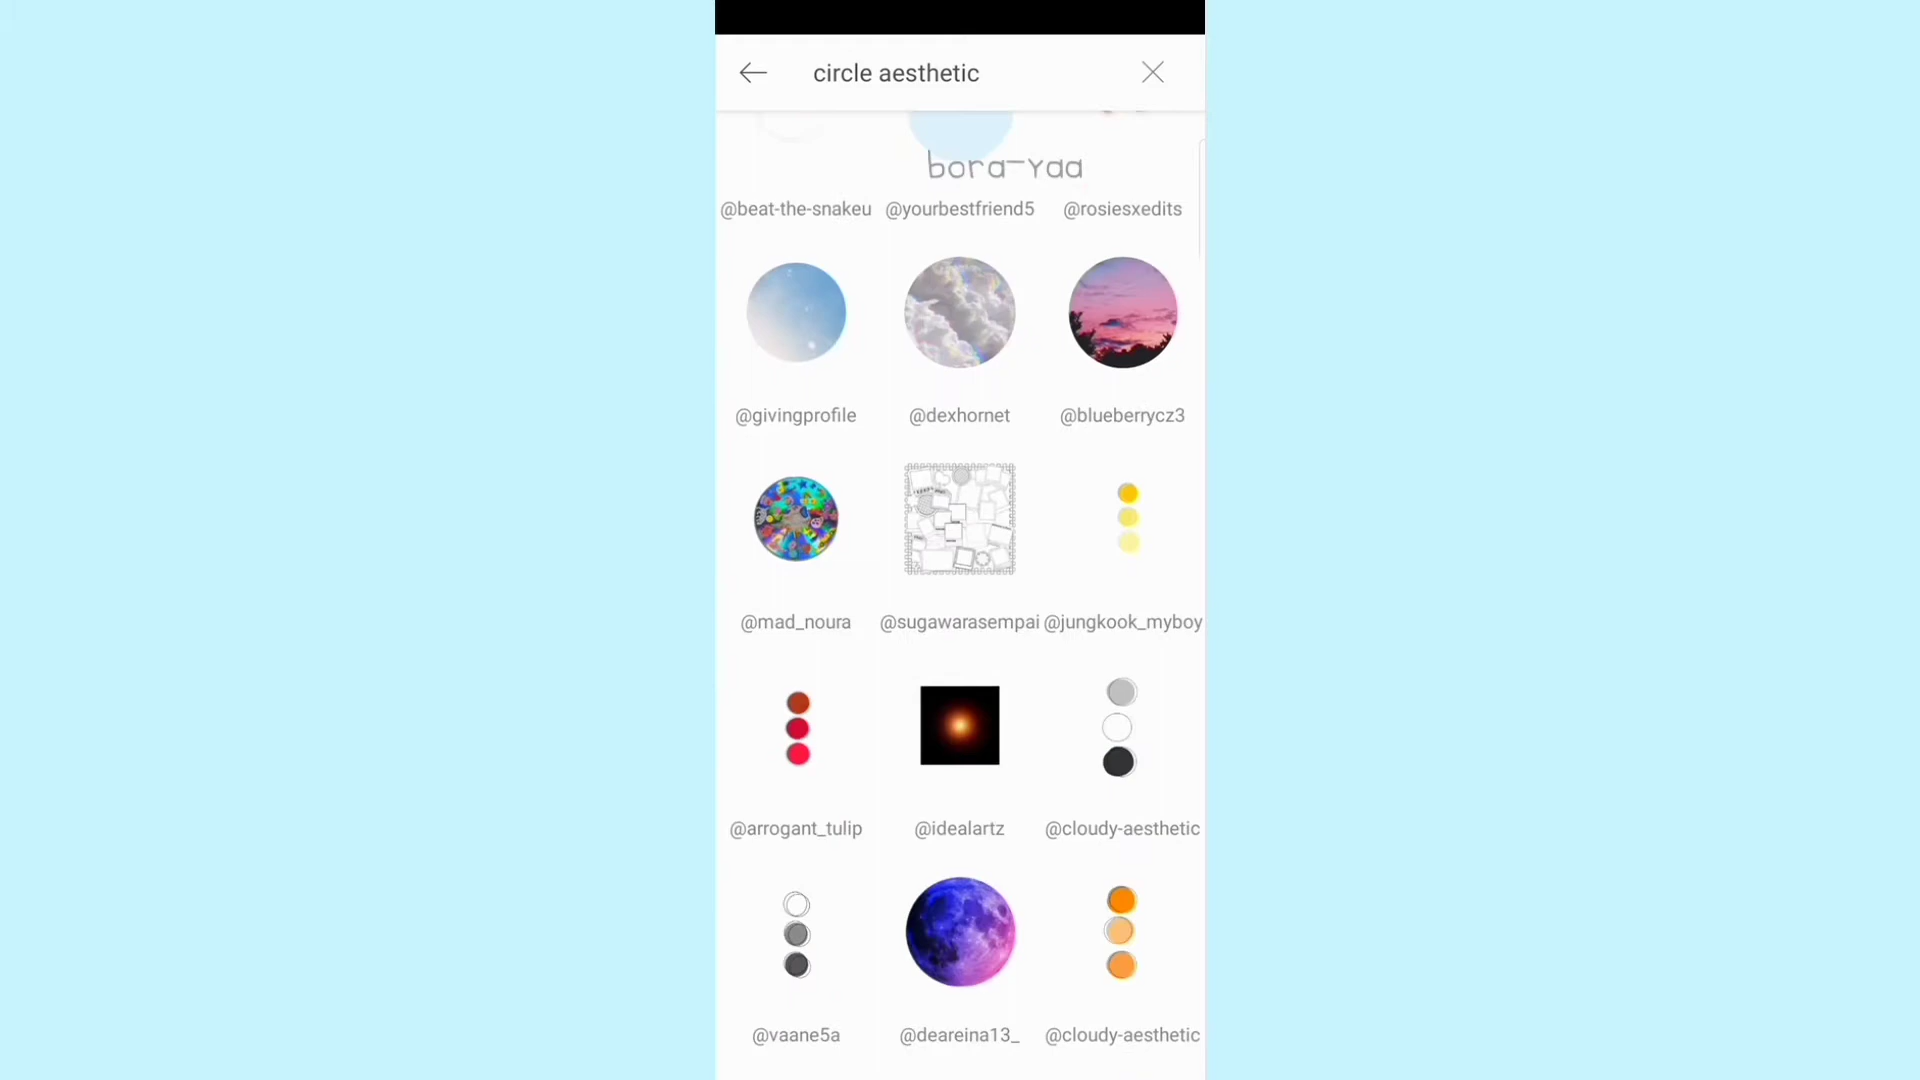 circle aesthetic
bora-yaa
@beat-the-snakeu @yourbestfriend5 @rosiesxedits
@givingprofile @dexhornet @blueberrycz3
@mad_noura @sugawarasempai @jungkook_myboy
@arrogant_tulip @idealartz @cloudy-aesthetic
@vaane5a @deareina13_ @cloudy-aesthetic